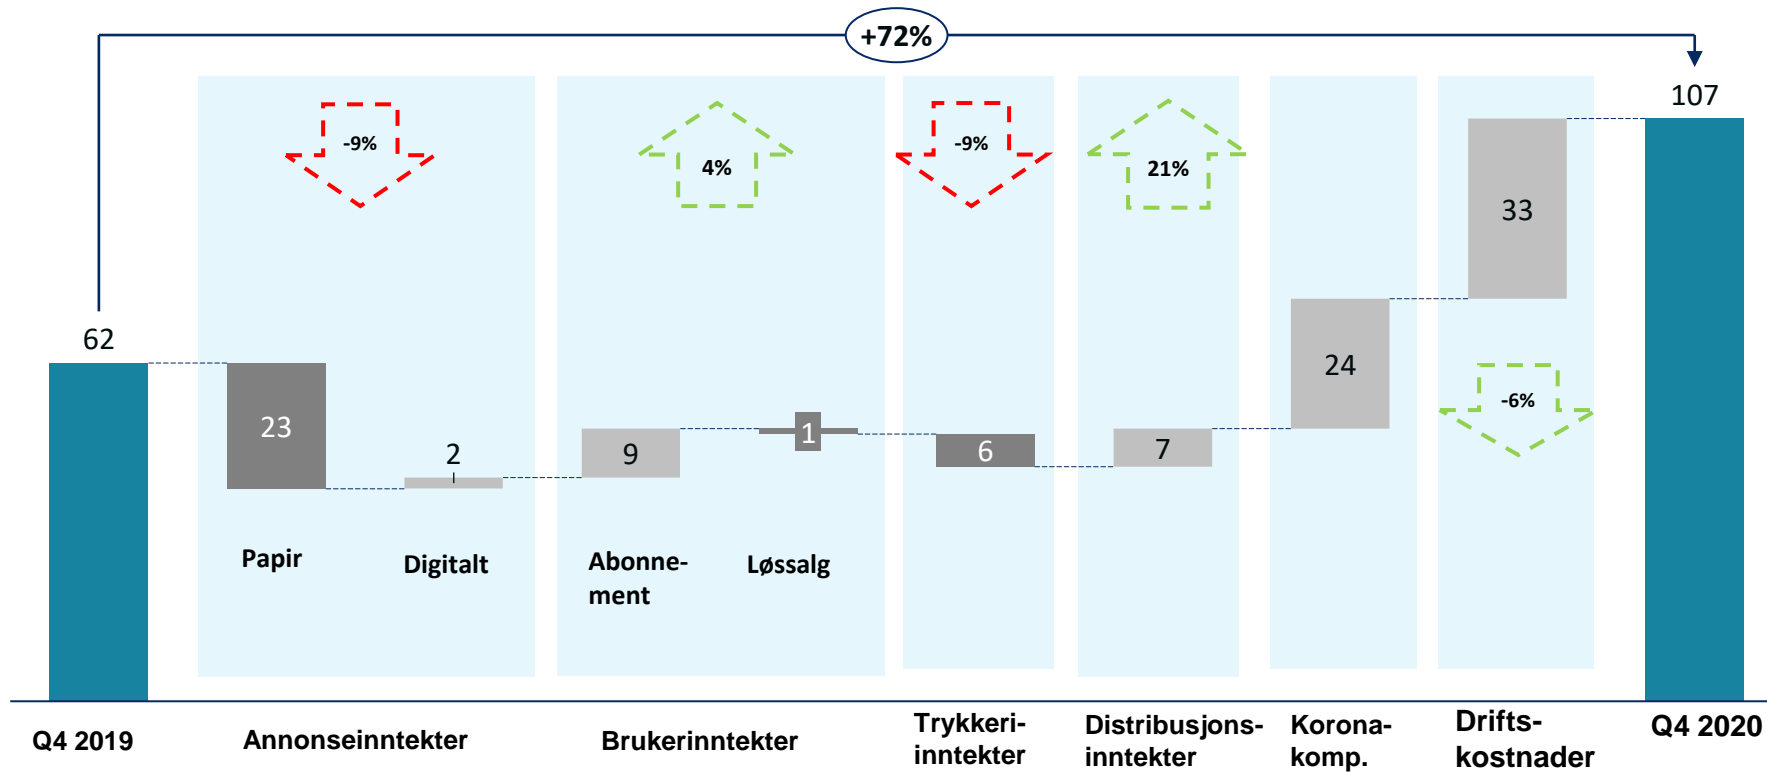 +72%
107
-9%
4%
-9%
21%
33
62
24
-6%
23
2
9
1
6
7
Papir
Digitalt
Abonne-
ment
Løssalg
Q4 2019
Annonseinntekter
Brukerinntekter
Trykkeri-
inntekter
Distribusjons-
inntekter
Korona-
komp.
Drifts-
kostnader
Q4 2020